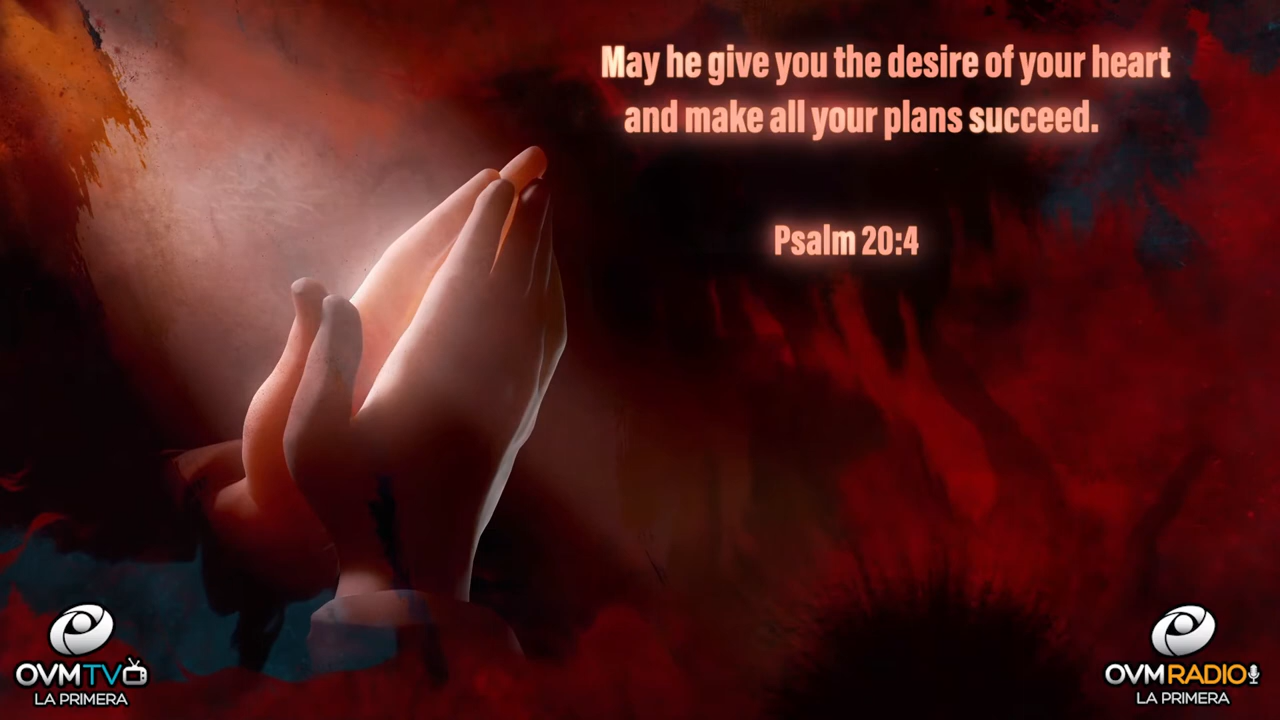 May he give you the desire of your heart
and make all your plans succeed.
Psalm 20:4
OVMTV
LA PRIMERA
OVMRADIO
LA PRIMERA